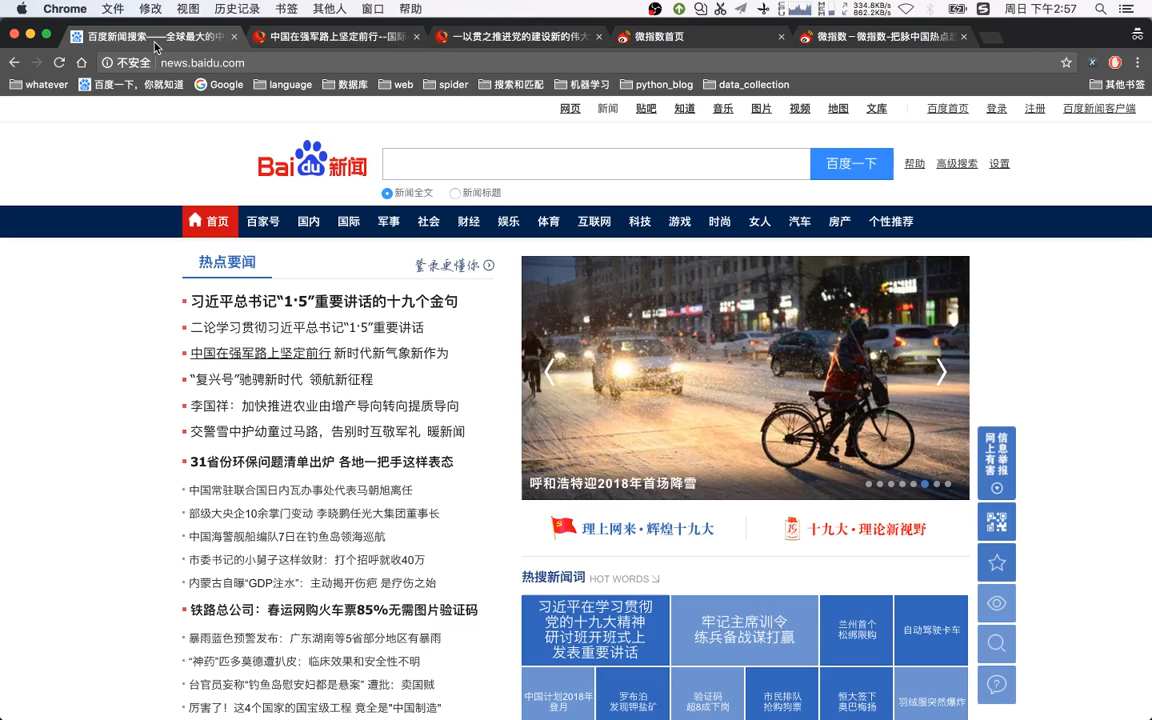 Chrome 文件 修改 视图 历史记录 书签 其他人 窗口 帮助 334.8KB/s 862.2KB/s 周日 下午2:57
百度新闻搜索——全球最大的中 中国在强军路上坚定前行--国际 一以贯之推进党的建设新的伟大 微指数首页 微指数－微指数-把脉中国热点趋
不安全 news.baidu.com
whatever 百度一下，你就知道 Google language 数据库 web spider 搜索和匹配 机器学习 python_blog data_collection 其他书签
网页 新闻 贴吧 知道 音乐 图片 视频 地图 文库 百度首页 登录 注册 百度新闻客户端
Bai du 新闻 百度一下 帮助 高级搜索 设置
新闻全文 新闻标题
首页 百家号 国内 国际 军事 社会 财经 娱乐 体育 互联网 科技 游戏 时尚 女人 汽车 房产 个性推荐
热点要闻 登录更懂你
习近平总书记“1·5”重要讲话的十九个金句
二论学习贯彻习近平总书记“1·5”重要讲话
中国在强军路上坚定前行 新时代新气象新作为
“复兴号”驰骋新时代 领航新征程
李国祥：加快推进农业由增产导向转向提质导向
交警雪中护幼童过马路，告别时互敬军礼 暖新闻
31省份环保问题清单出炉 各地一把手这样表态
中国常驻联合国日内瓦办事处代表马朝旭离任
部级大央企10余掌门变动 李晓鹏任光大集团董事长
中国海警舰船编队7日在钓鱼岛领海巡航
市委书记的小舅子这样敛财：打个招呼就收40万
内蒙古自曝“GDP注水”：主动揭开伤疤 是疗伤之始
铁路总公司：春运网购火车票85%无需图片验证码
暴雨蓝色预警发布：广东湖南等5省部分地区有暴雨
“神药”匹多莫德遭扒皮：临床效果和安全性不明
台官员妄称“钓鱼岛慰安妇都是悬案” 遭批：卖国贼
厉害了！这4个国家的国宝级工程 竟全是"中国制造"
呼和浩特迎2018年首场降雪
理上网来·辉煌十九大 十九大·理论新视野
热搜新闻词 HOT WORDS
习近平在学习贯彻
党的十九大精神
研讨班开班式上
发表重要讲话
牢记主席训令
练兵备战谋打赢
兰州首个
松绑限购
自动驾驶卡车
中国计划2018年
登月
罗布泊
发现钾盐矿
验证码
超8成下岗
市民排队
抢购狗票
恒大签下
奥巴梅扬
羽绒服突然爆炸
网上有害
信息举报